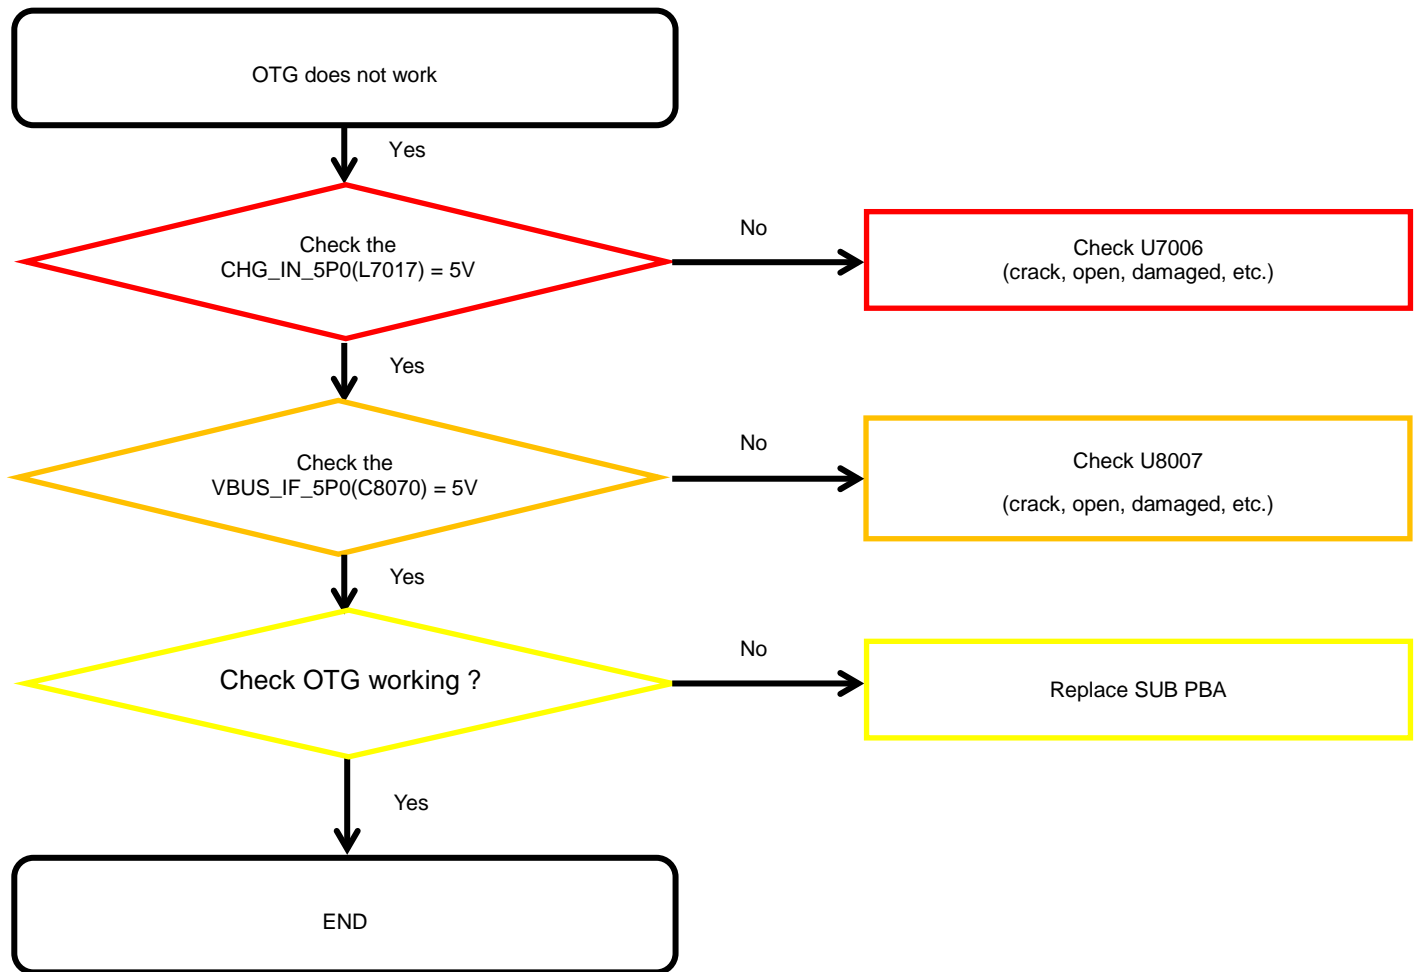 OTG does not work
Yes
Check the
CHG_IN_5P0(L7017) = 5V
No
Check U7006
(crack, open, damaged, etc.)
Yes
Check the
VBUS_IF_5P0(C8070) = 5V
No
Check U8007
(crack, open, damaged, etc.)
Yes
Check OTG working ?
No
Replace SUB PBA
Yes
END